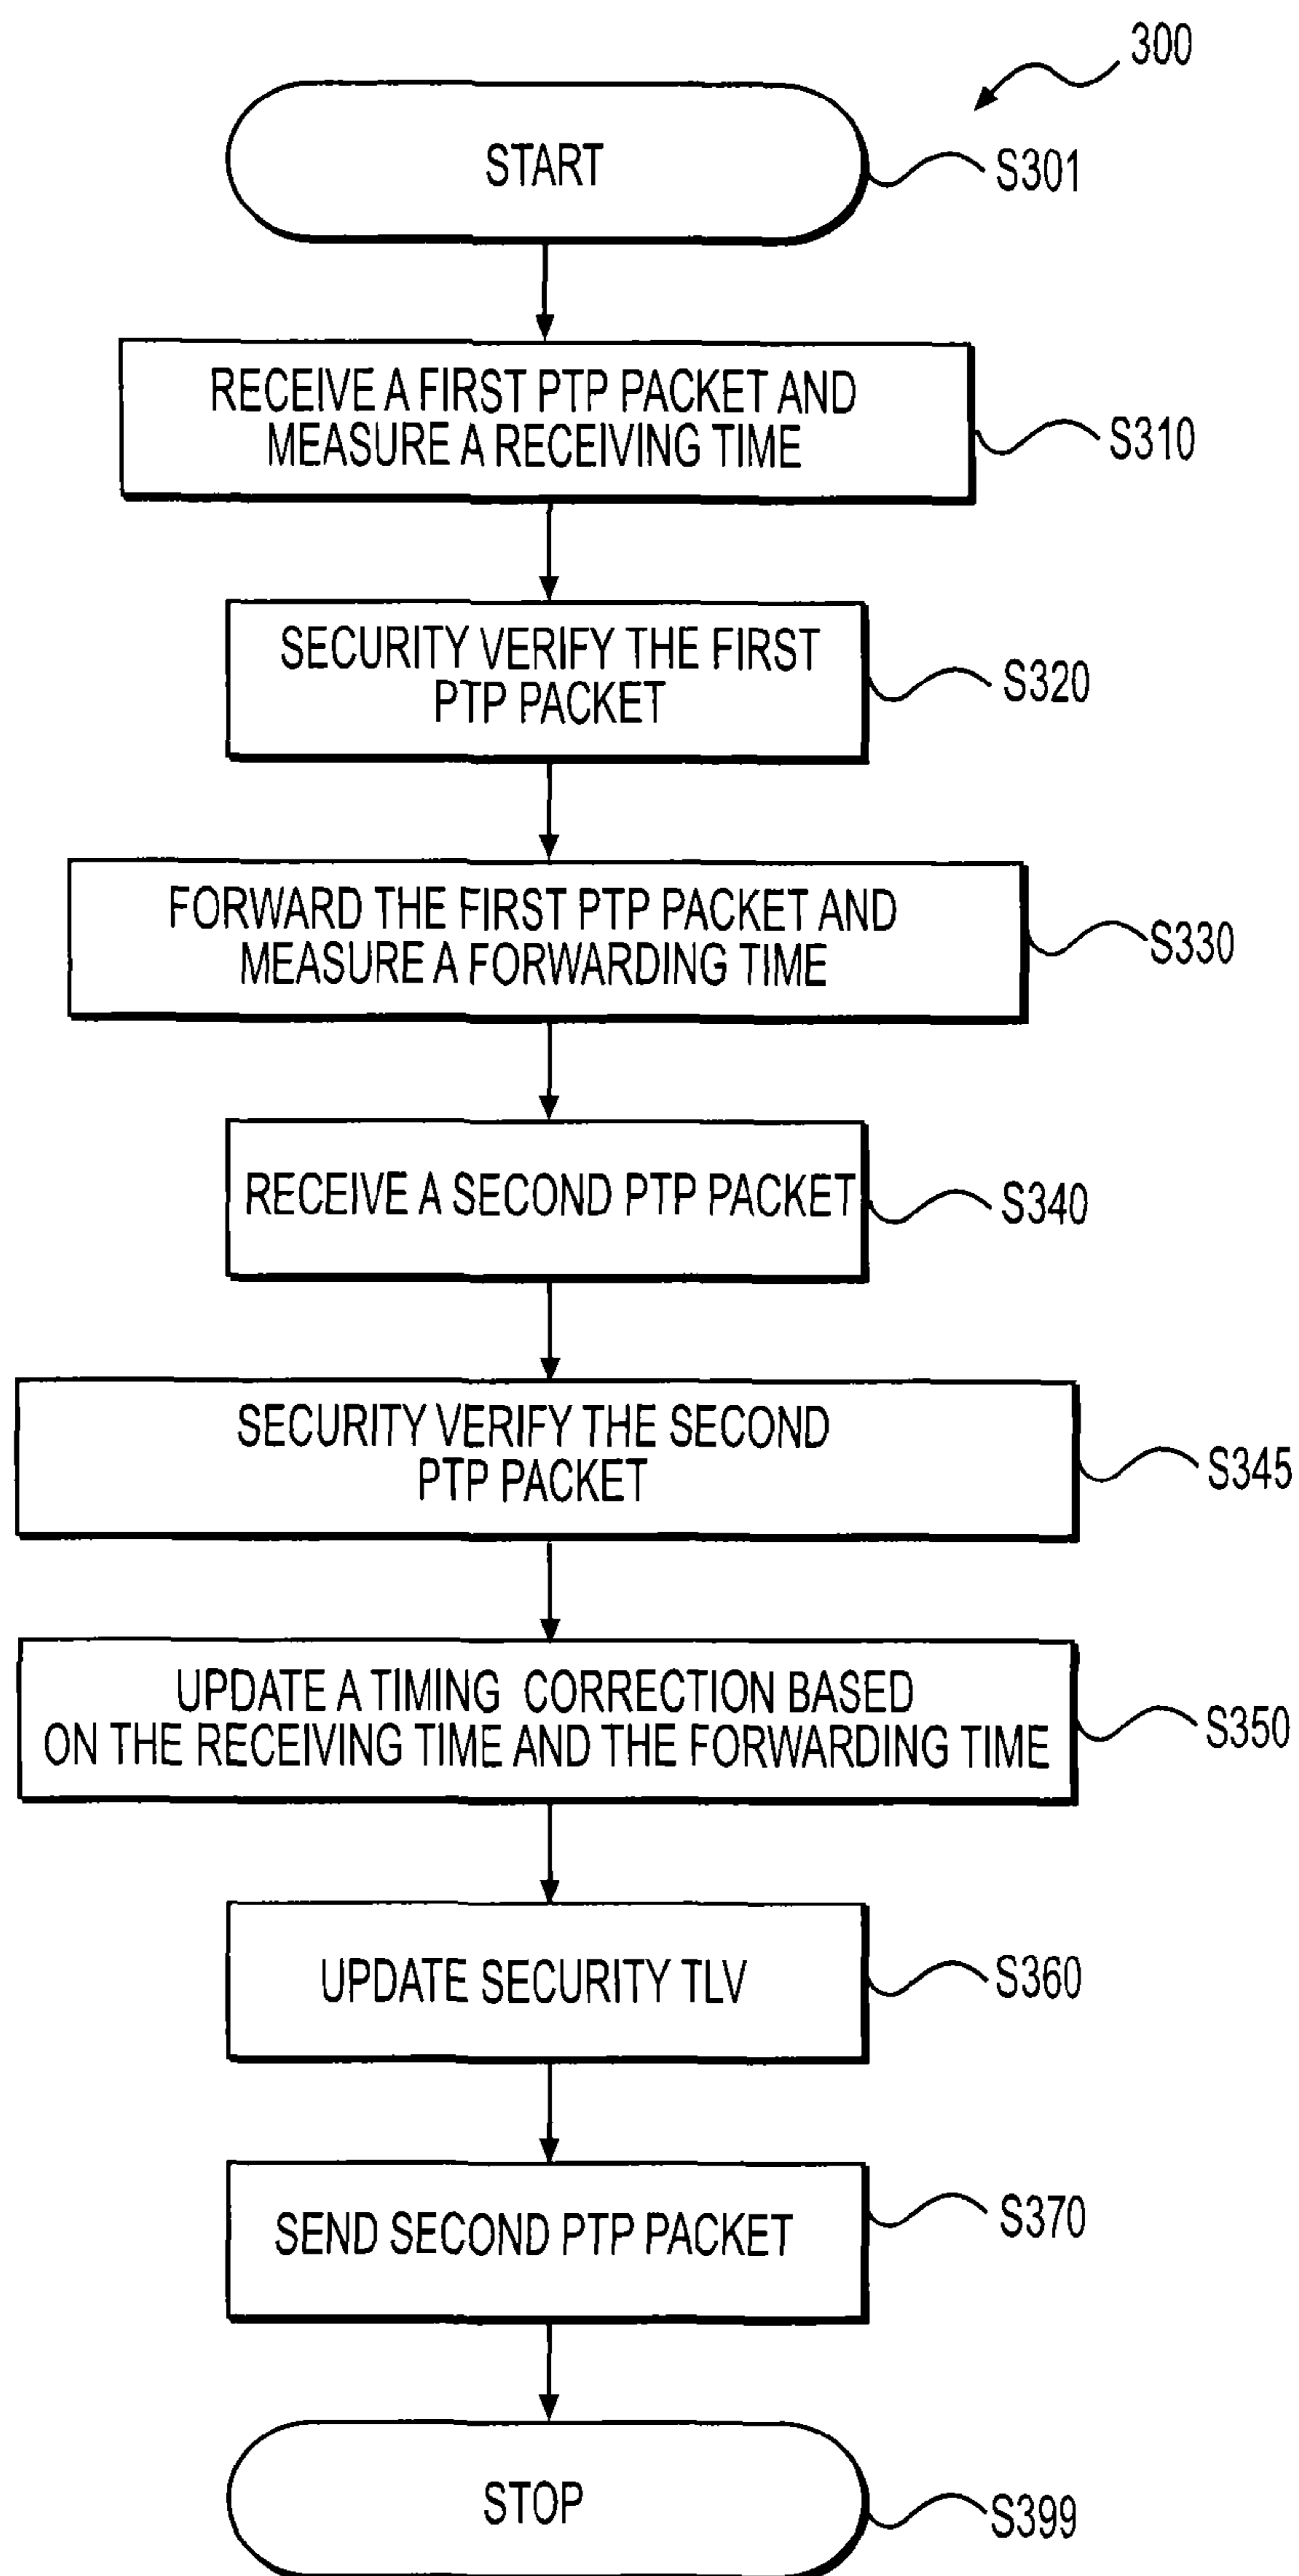 300
START
S301
RECEIVE A FIRST PTP PACKET AND
MEASURE A RECEIVING TIME
S310
SECURITY VERIFY THE FIRST
PTP PACKET
S320
FORWARD THE FIRST PTP PACKET AND
MEASURE A FORWARDING TIME
S330
RECEIVE A SECOND PTP PACKET
S340
SECURITY VERIFY THE SECOND
PTP PACKET
S345
UPDATE A TIMING CORRECTION BASED
ON THE RECEIVING TIME AND THE FORWARDING TIME
S350
UPDATE SECURITY TLV
S360
SEND SECOND PTP PACKET
S370
STOP
S399